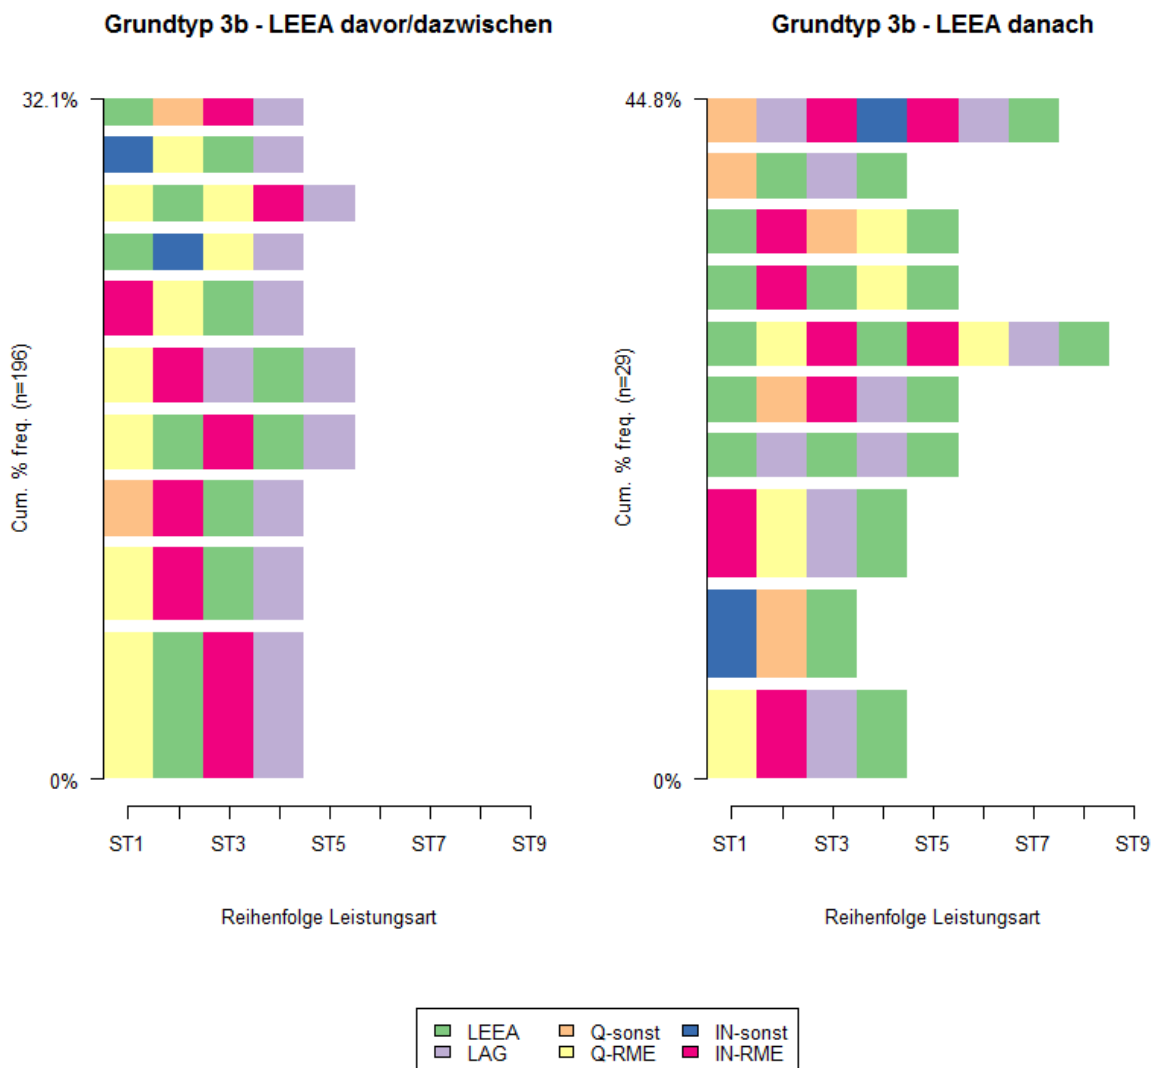 Grundtyp 3b - LEEA davor/dazwischen
32.1%
Cum. % freq. (n=196)
0%
ST1 ST3 ST5 ST7 ST9
Reihenfolge Leistungsart
Grundtyp 3b - LEEA danach
44.8%
Cum. % freq. (n=29)
0%
ST1 ST3 ST5 ST7 ST9
Reihenfolge Leistungsart
LEEA Q-sonst IN-sonst
LAG Q-RME IN-RME